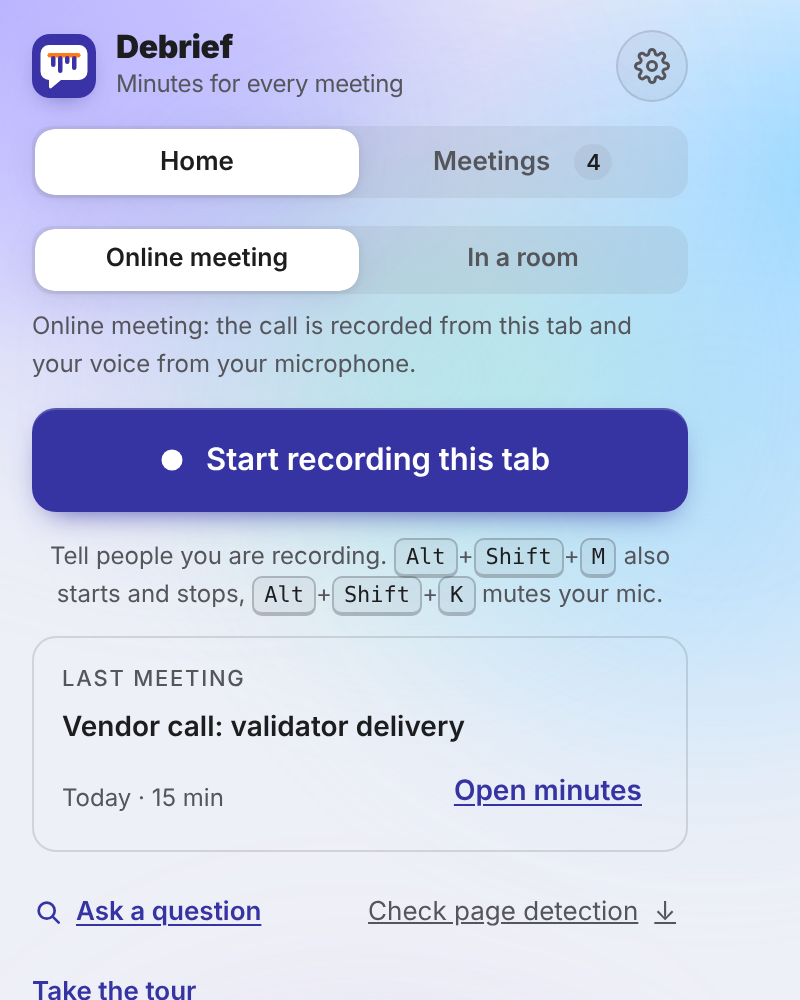 Debrief
Minutes for every meeting
Home
Meetings 4
Online meeting
In a room
Online meeting: the call is recorded from this tab and
your voice from your microphone.
Start recording this tab
Tell people you are recording. Alt+Shift+M also
starts and stops, Alt+Shift+K mutes your mic.
LAST MEETING
Vendor call: validator delivery
Today · 15 min
Open minutes
Ask a question
Check page detection ↓
Take the tour